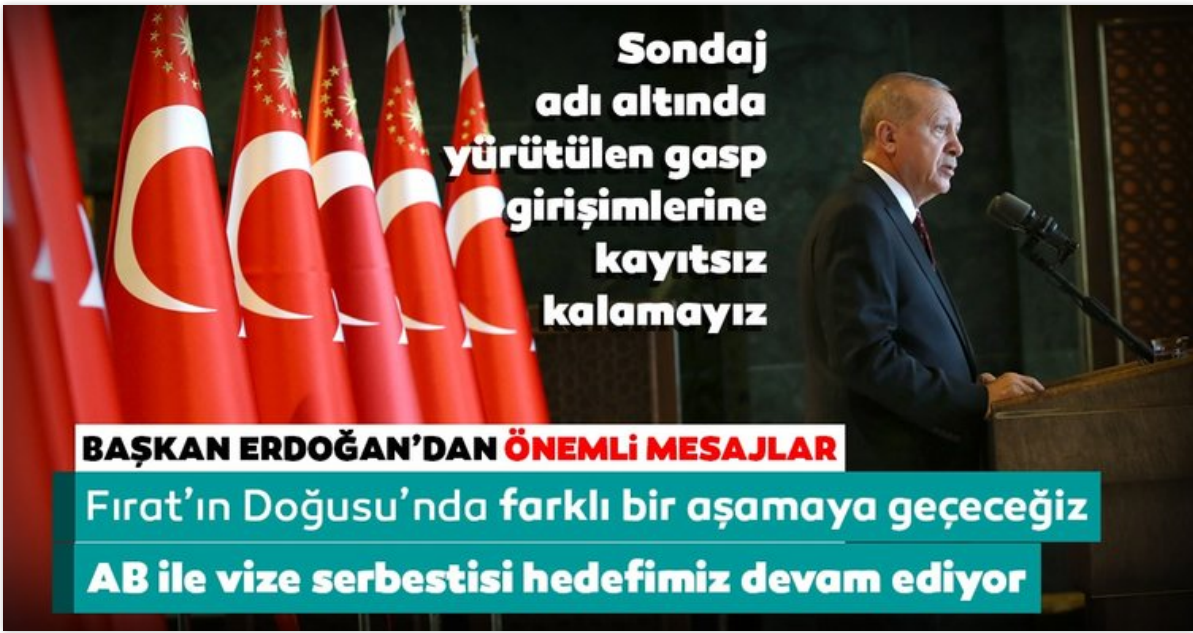 Sondaj
adı altında
yürütülen gasp
girişimlerine
kayıtsız
kalamayız
BAŞKAN ERDOĞAN’DAN ÖNEMLİ MESAJLAR
Fırat’ın Doğusu’nda farklı bir aşamaya geçeceğiz
AB ile vize serbestisi hedefimiz devam ediyor